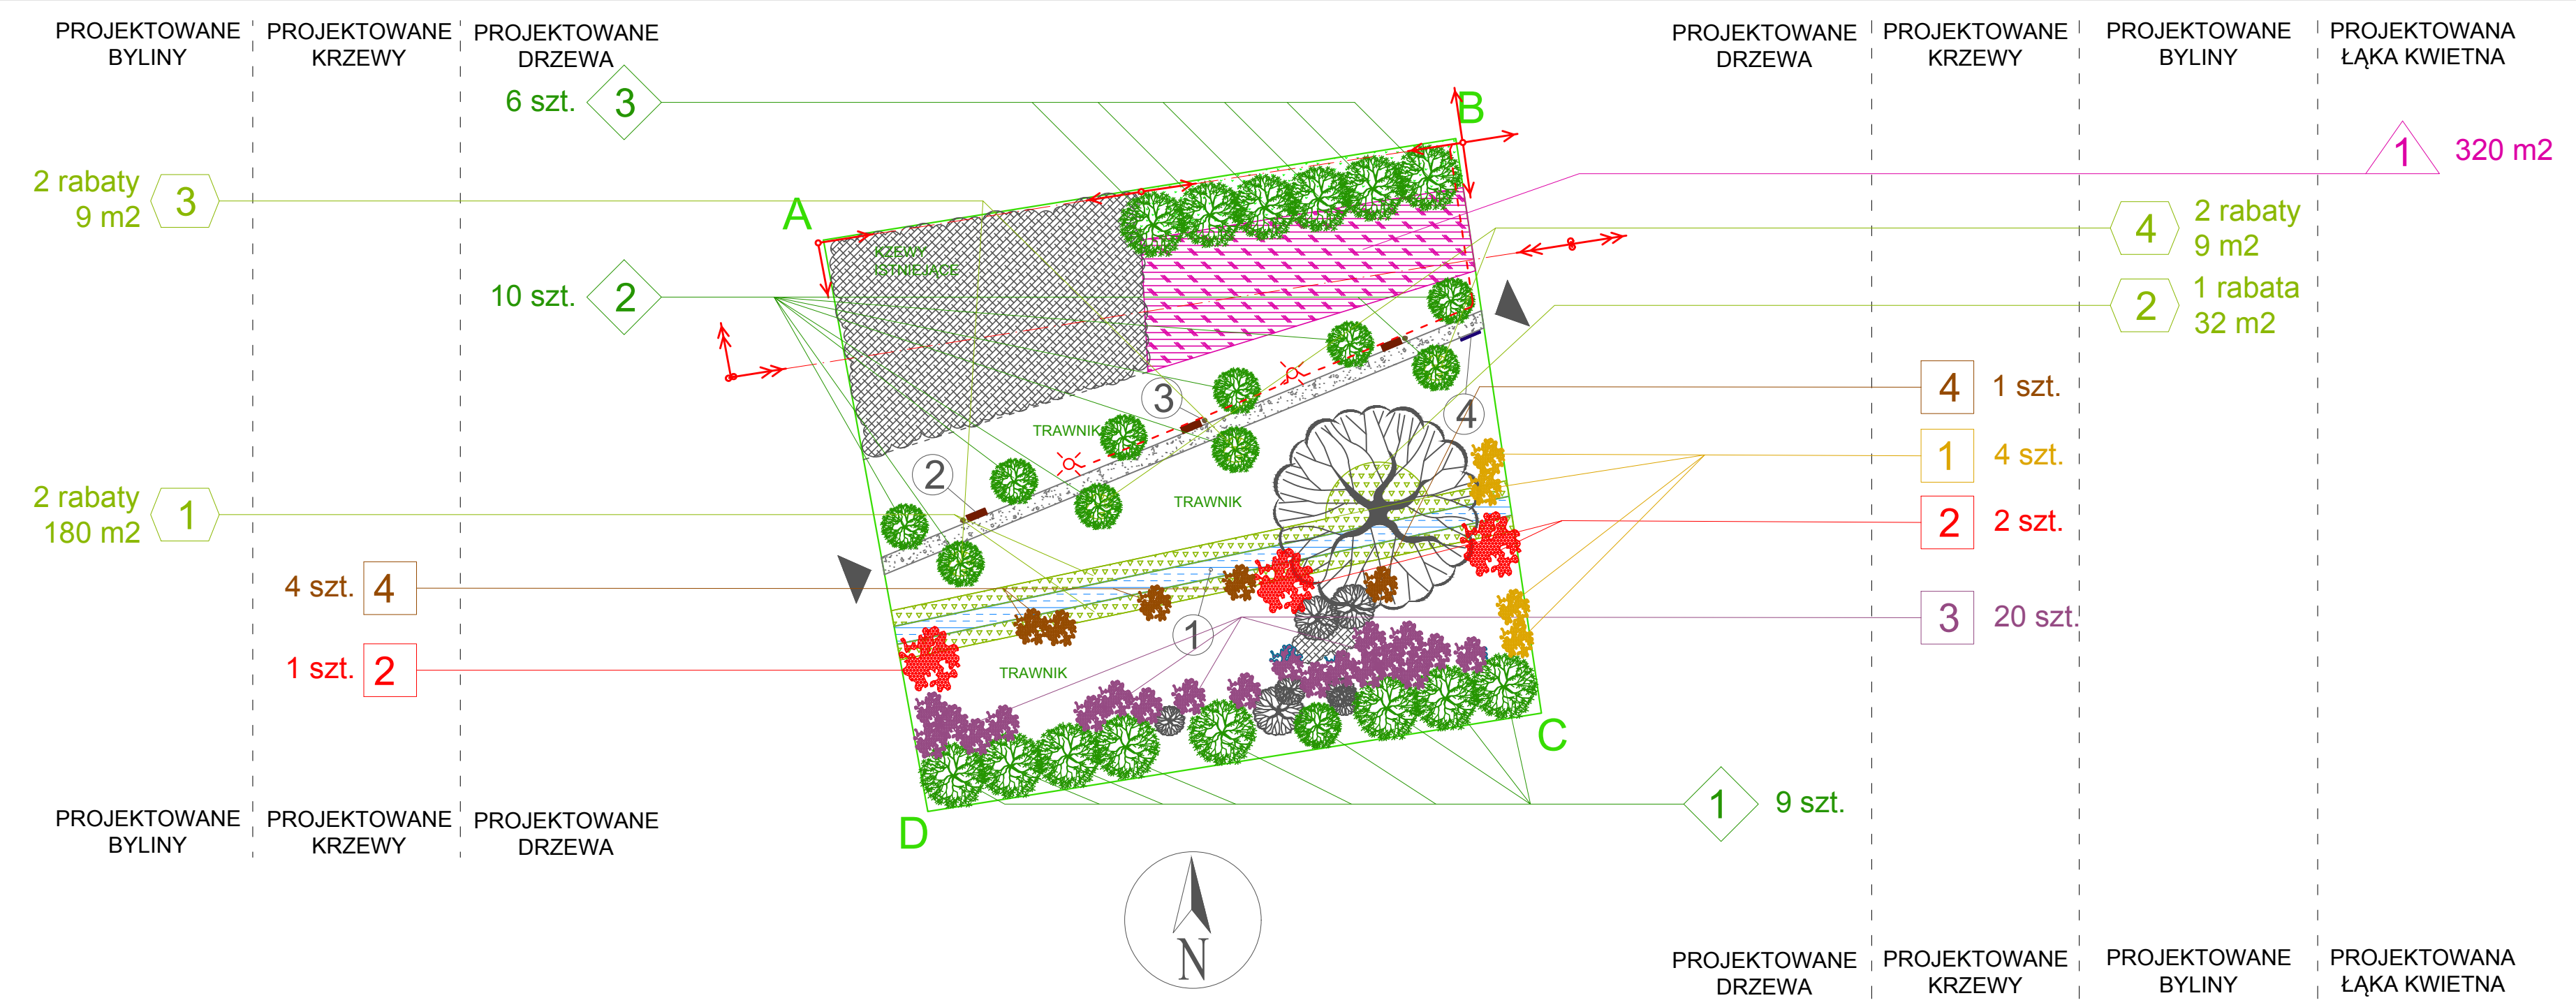 PROJEKTOWANE
BYLINY
PROJEKTOWANE
KRZEWY
PROJEKTOWANE
DRZEWA
PROJEKTOWANE
DRZEWA
PROJEKTOWANE
KRZEWY
PROJEKTOWANE
BYLINY
PROJEKTOWANA
ŁĄKA KWIETNA
6 szt. 3
B
1 320 m2
2 rabaty
9 m2
3
A
4
2 rabaty
9 m2
KZEWY
ISTNIEJĄCE
10 szt. 2
2
1 rabata
32 m2
4 1 szt.
3
4
TRAWNIK
1 4 szt.
2
TRAWNIK
2 rabaty
180 m2
1
2 2 szt.
4 szt. 4
3 20 szt.
1
1 szt. 2
TRAWNIK
C
1 9 szt.
D
PROJEKTOWANE
BYLINY
PROJEKTOWANE
KRZEWY
PROJEKTOWANE
DRZEWA
N
PROJEKTOWANE
DRZEWA
PROJEKTOWANE
KRZEWY
PROJEKTOWANE
BYLINY
PROJEKTOWANA
ŁĄKA KWIETNA